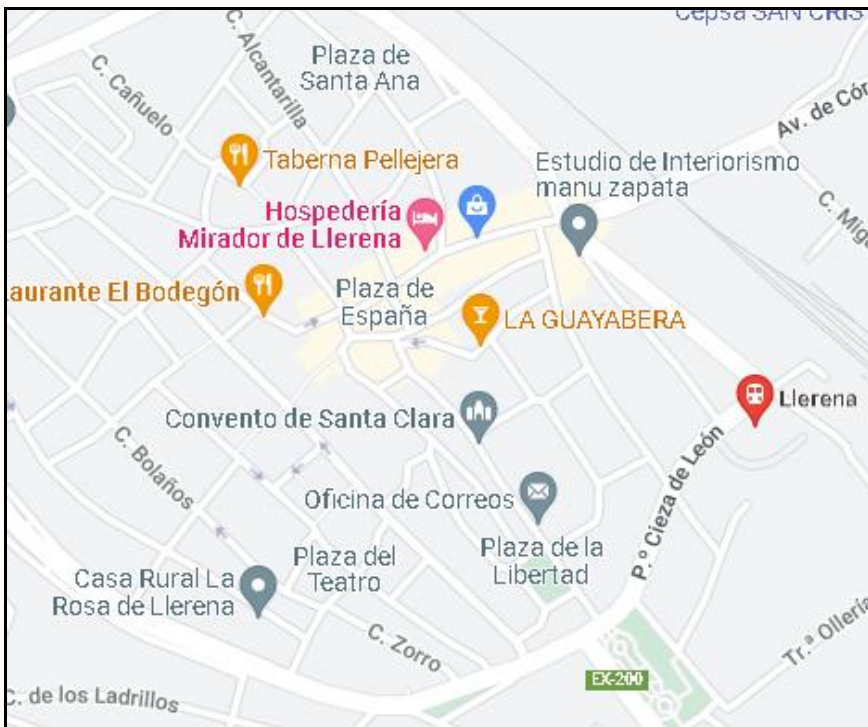 Cepsa SAN CRIS
C. Alcantarilla
Plaza de
Santa Ana
C. Cañuelo
Av. de Cór
Taberna Pellejera
Estudio de Interiorismo
manu zapata
C. Migu
Hospedería
Mirador de Llerena
aurante El Bodegón
Plaza de
España
LA GUAYABERA
Llerena
Convento de Santa Clara
C. Bolaños
P.º Cieza de León
Oficina de Correos
Plaza del
Teatro
Plaza de la
Libertad
Casa Rural La
Rosa de Llerena
C. Zorro
Tr.ª Ollería
EX-200
C. de los Ladrillos